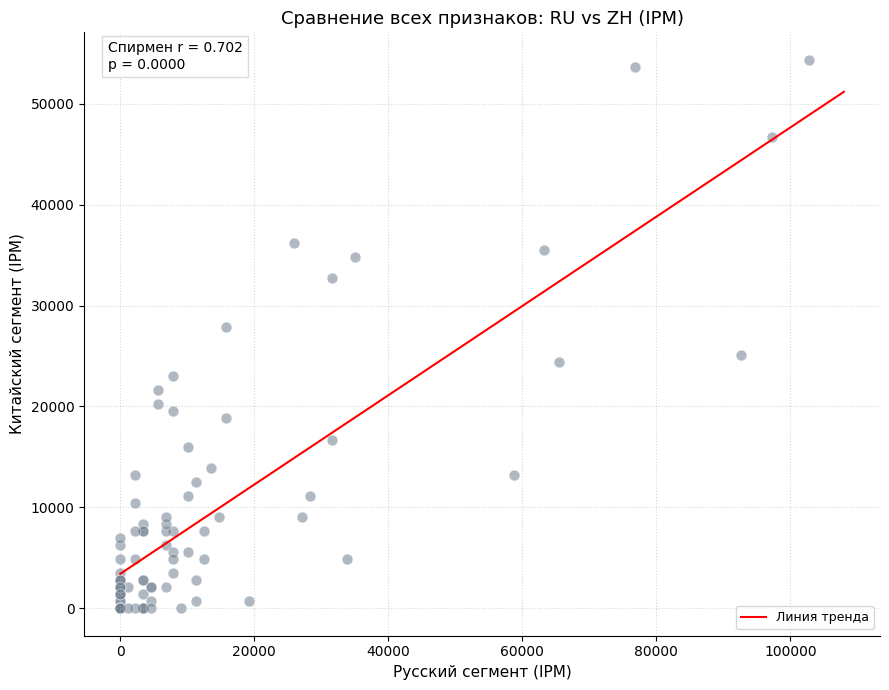 Сравнение всех признаков: RU vs ZH (IPM)
Спирмен r = 0.702
p = 0.0000
Китайский сегмент (IPM)
50000
40000
30000
20000
10000
0
0 20000 40000 60000 80000 100000
Русский сегмент (IPM)
Линия тренда